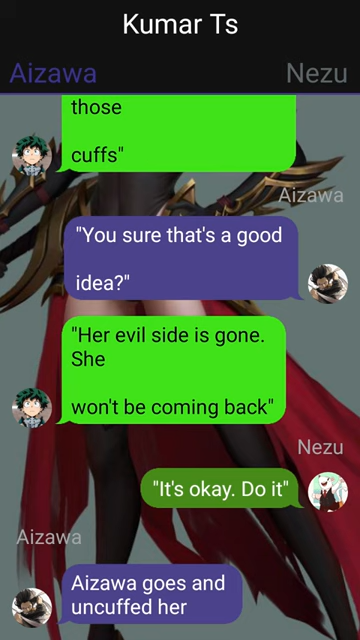 Kumar Ts
Aizawa Nezu
those
cuffs"
Aizawa
"You sure that's a good
idea?"
"Her evil side is gone.
She
won't be coming back"
Nezu
"It's okay. Do it"
Aizawa
Aizawa goes and
uncuffed her